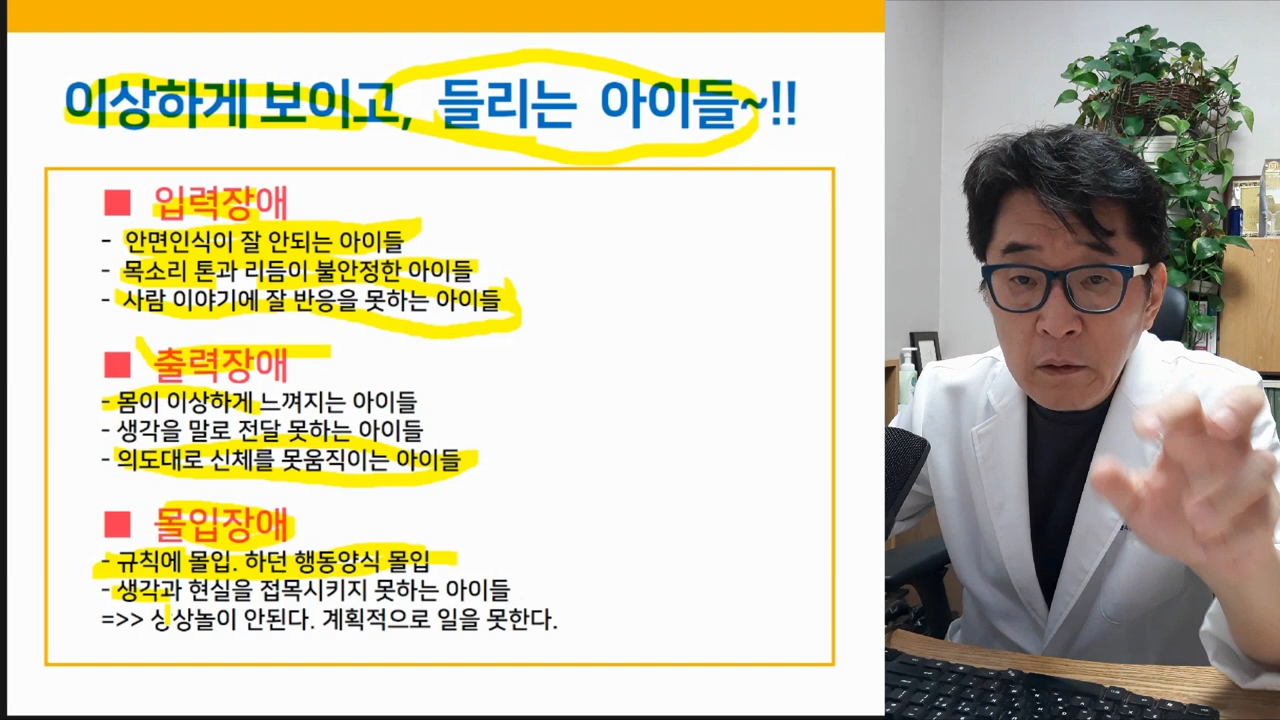 이상하게 보이고, 들리는 아이들~!!
■ 입력장애
- 안면인식이 잘 안되는 아이들
- 목소리 톤과 리듬이 불안정한 아이들
- 사람 이야기에 잘 반응을 못하는 아이들
■ 출력장애
- 몸이 이상하게 느껴지는 아이들
- 생각을 말로 전달 못하는 아이들
- 의도대로 신체를 못움직이는 아이들
■ 몰입장애
- 규칙에 몰입. 하던 행동양식 몰입
- 생각과 현실을 접목시키지 못하는 아이들
=>> 상상놀이 안된다. 계획적으로 일을 못한다.